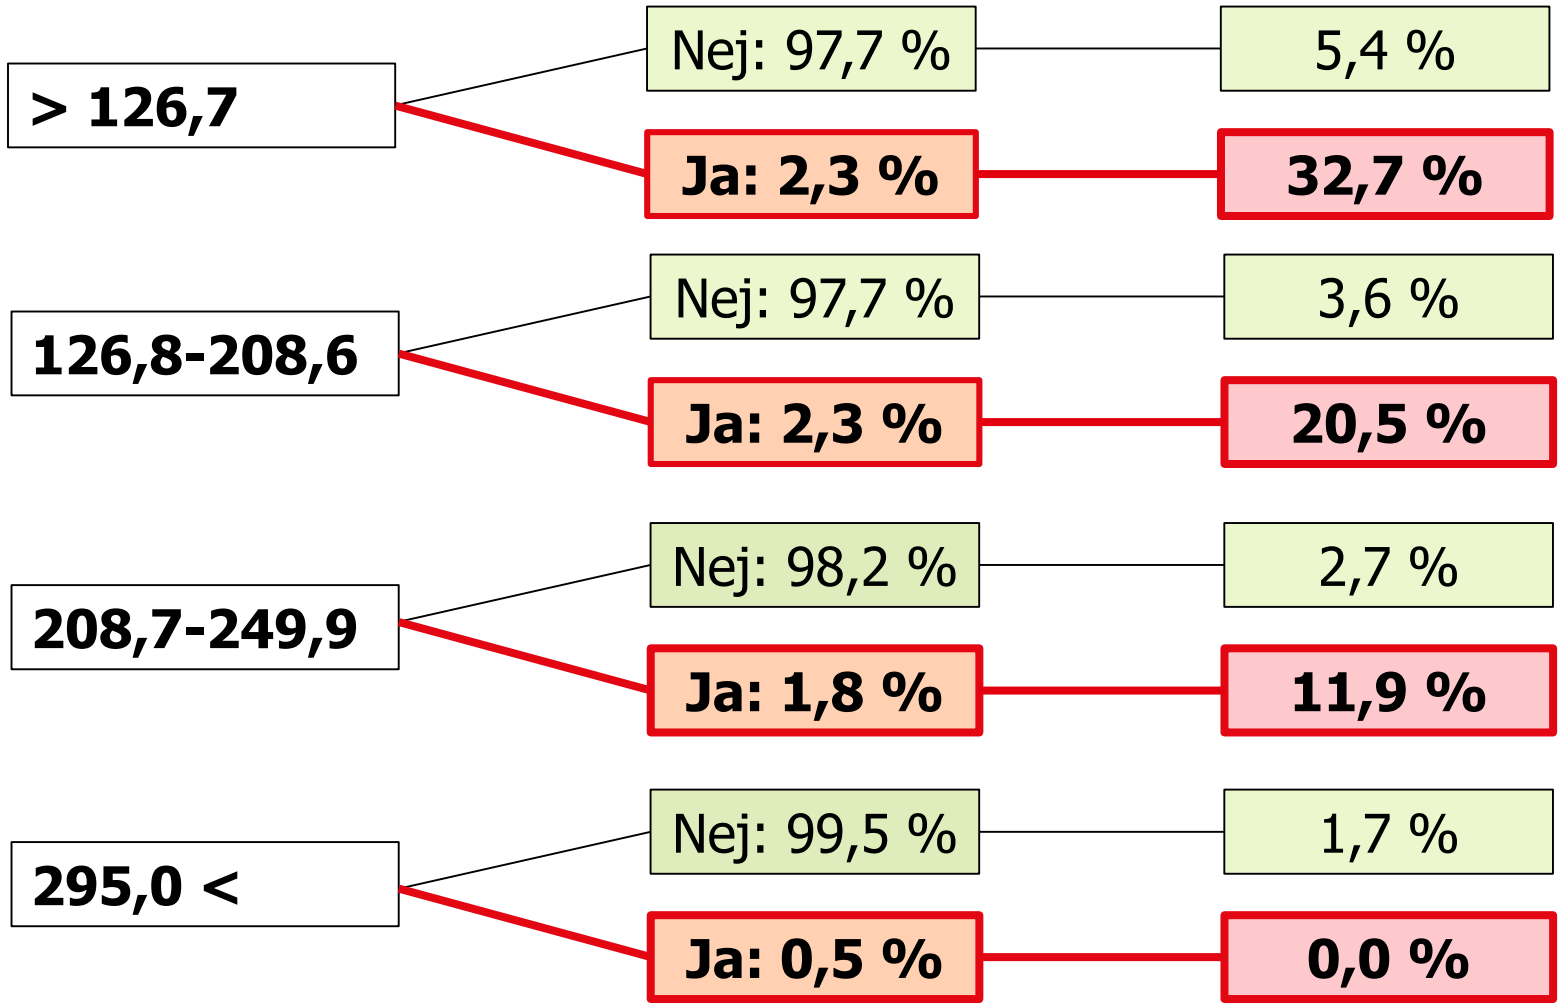 Nej: 97,7 %
5,4 %
> 126,7
Ja: 2,3 %
32,7 %
Nej: 97,7 %
3,6 %
126,8-208,6
Ja: 2,3 %
20,5 %
Nej: 98,2 %
2,7 %
208,7-249,9
Ja: 1,8 %
11,9 %
Nej: 99,5 %
1,7 %
295,0 <
Ja: 0,5 %
0,0 %